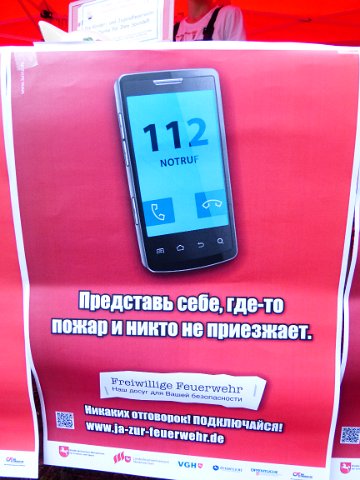 112
NOTRUF
Представь себе, где-то
пожар и никто не приезжает.
Freiwillige Feuerwehr
Наш досуг для Вашей безопасности
Никаких отговорок! ПОДКЛЮЧАЙСЯ!
www.ja-zur-feuerwehr.de
VGH